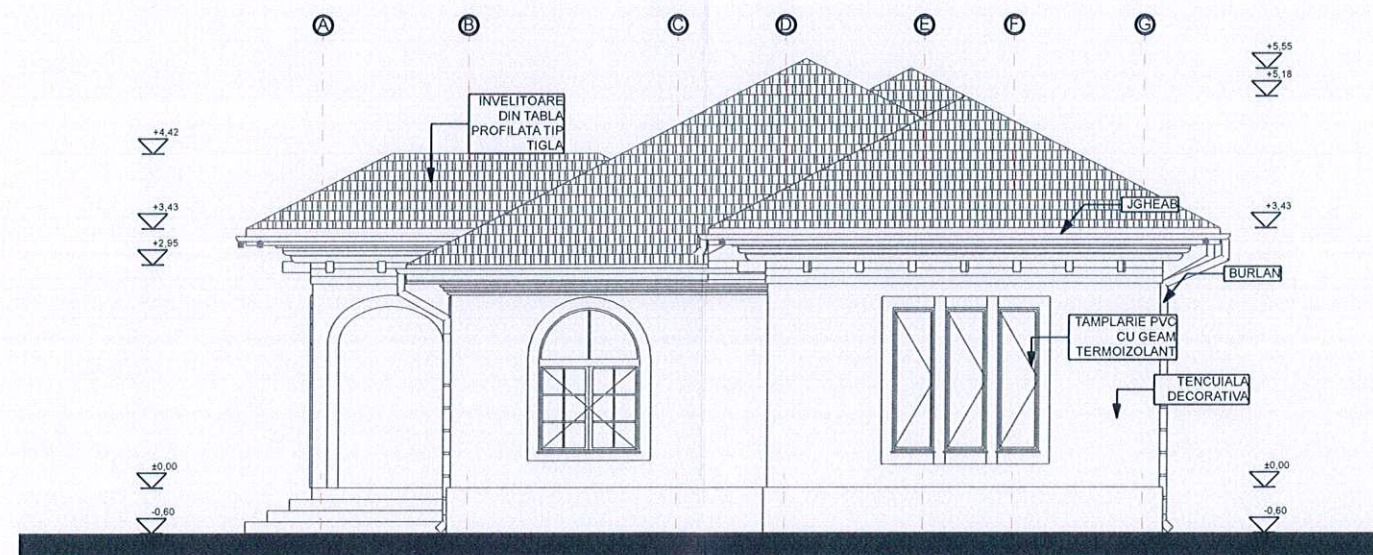 A B C D E F G
+5,55
+5,18
INVELITOARE
DIN TABLA
PROFILATA TIP
TIGLA
+4,42
JGHEAB
+3,43
+3,43
+2,95
BURLAN
TAMPLARIE PVC
CU GEAM
TERMOIZOLANT
TENCUIALA
DECORATIVA
±0,00
±0,00
-0,60
-0,60